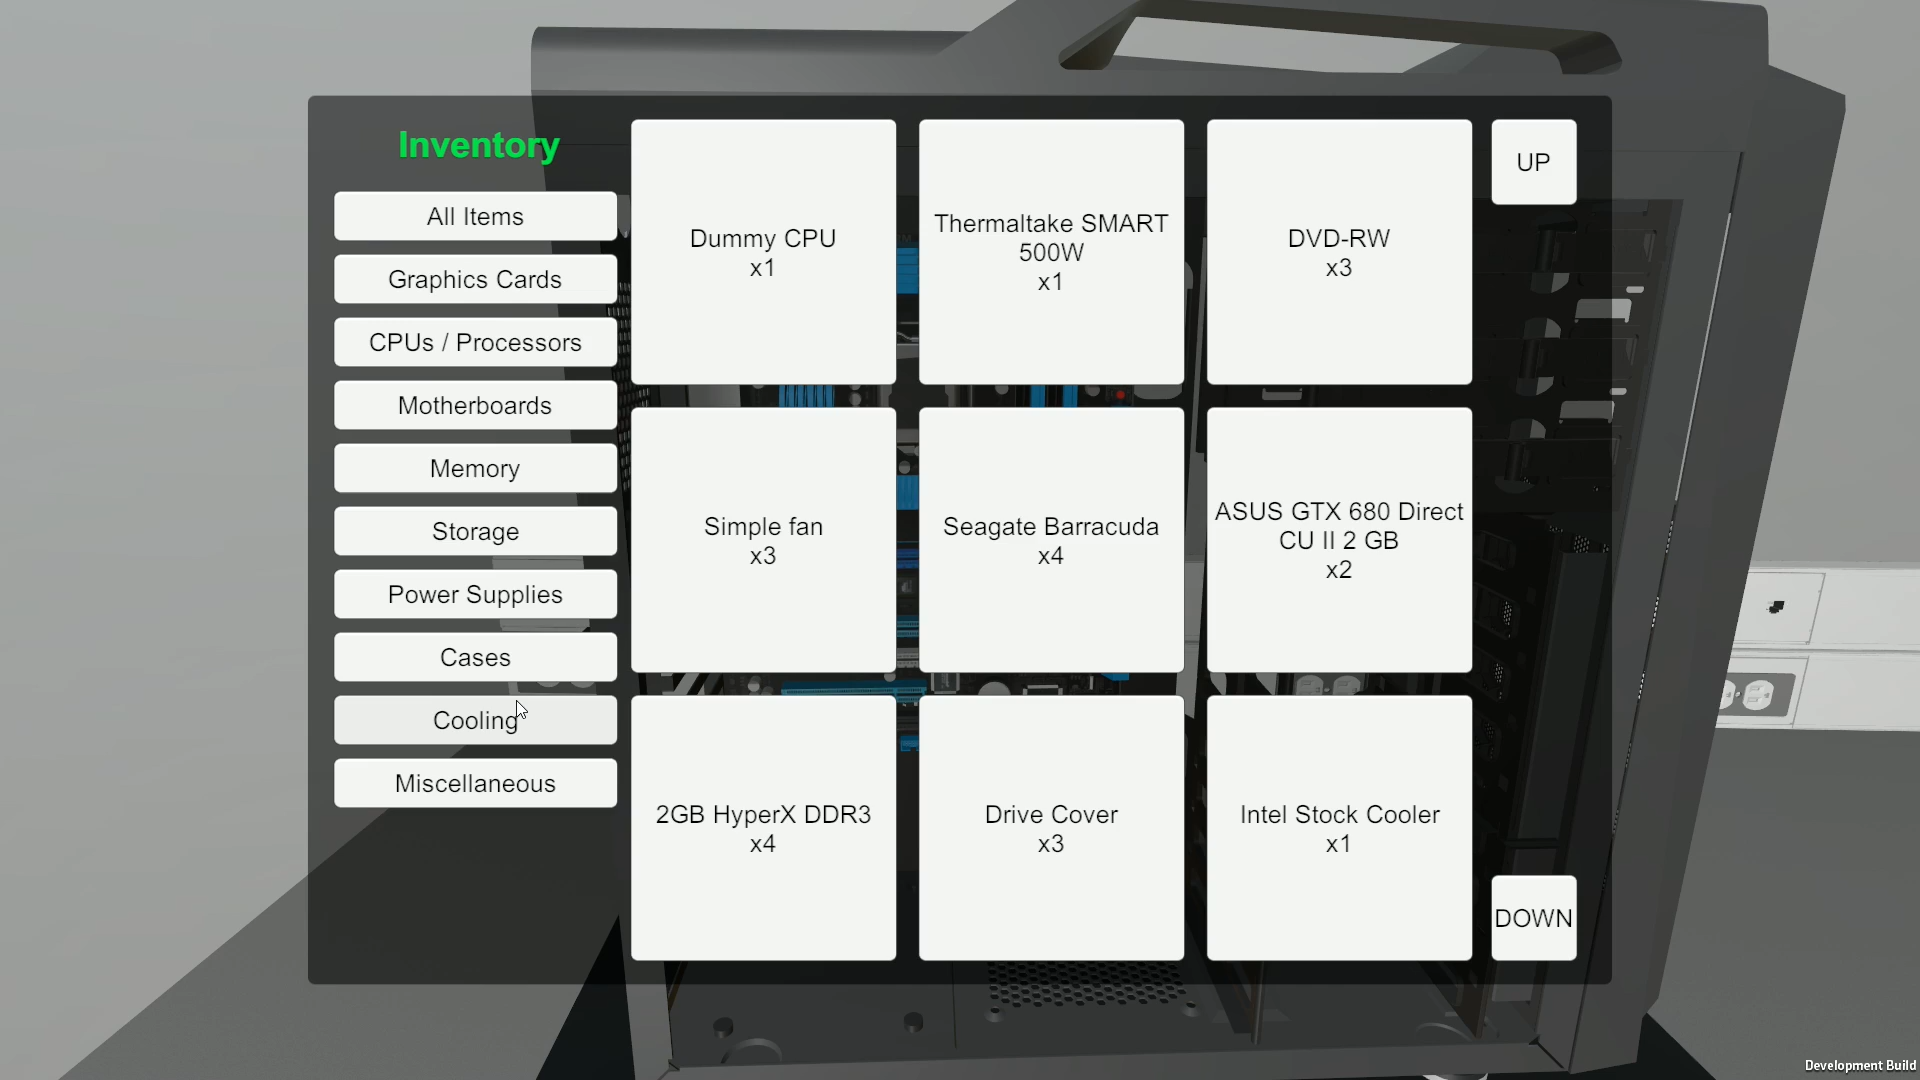 Inventory
All Items
Graphics Cards
CPUs / Processors
Motherboards
Memory
Storage
Power Supplies
Cases
Cooling
Miscellaneous
Dummy CPU
x1
Thermaltake SMART
500W
x1
DVD-RW
x3
Simple fan
x3
Seagate Barracuda
x4
ASUS GTX 680 Direct
CU II 2 GB
x2
2GB HyperX DDR3
x4
Drive Cover
x3
Intel Stock Cooler
x1
UP
DOWN
Development Build